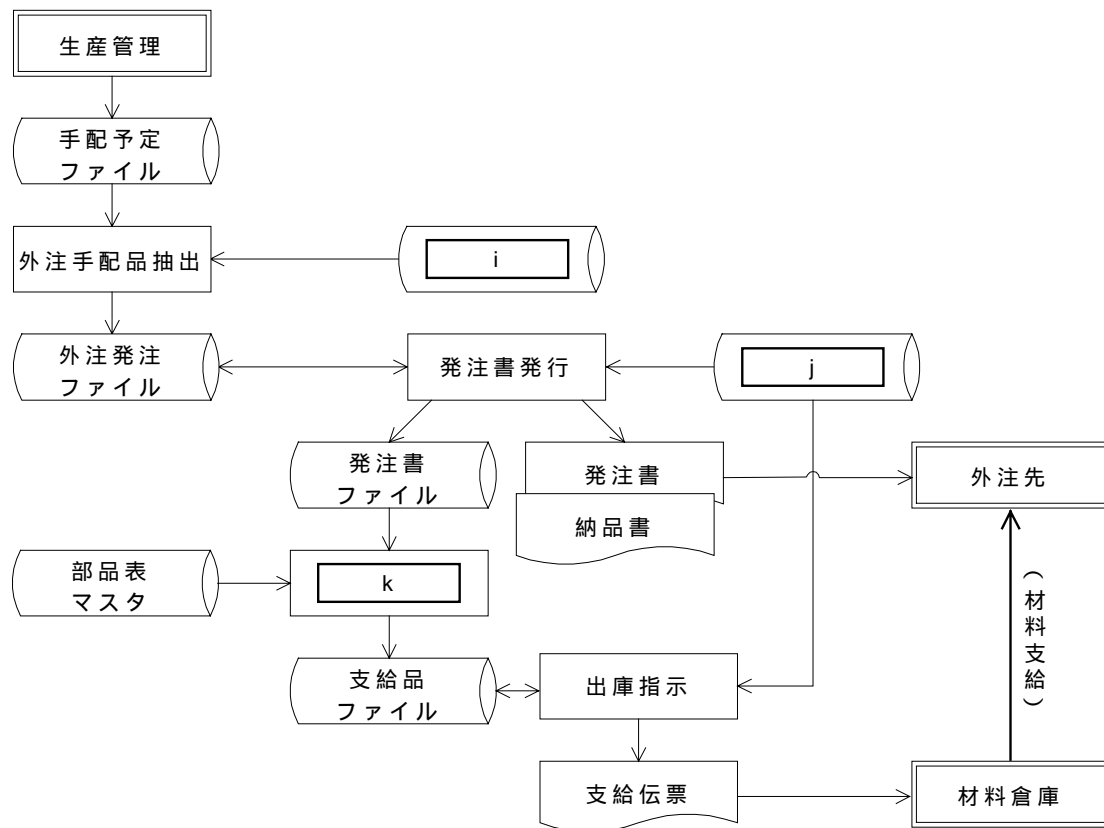 生産管理
手配予定
ファイル
外注手配品抽出
i
外注発注
ファイル
発注書発行
j
発注書
ファイル
発注書
納品書
外注先
部品表
マスタ
k
(材料支給)
支給品
ファイル
出庫指示
支給伝票
材料倉庫